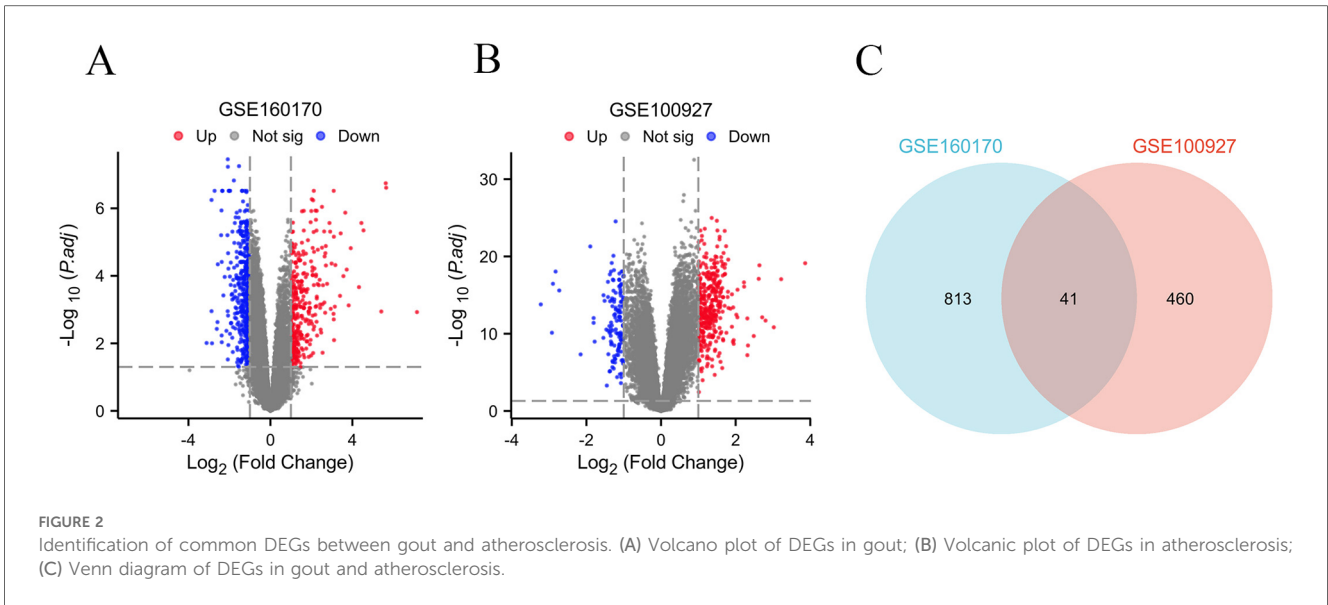 A
GSE160170
Up Not sig Down
6
4
2
0
-4 0 4
-Log 10 (P.adj)
Log2 (Fold Change)
B
GSE100927
Up Not sig Down
30
20
10
0
-4 -2 0 2 4
-Log 10 (P.adj)
Log2 (Fold Change)
C
GSE160170 GSE100927
813 41 460
FIGURE 2
Identification of common DEGs between gout and atherosclerosis. (A) Volcano plot of DEGs in gout; (B) Volcanic plot of DEGs in atherosclerosis;
(C) Venn diagram of DEGs in gout and atherosclerosis.